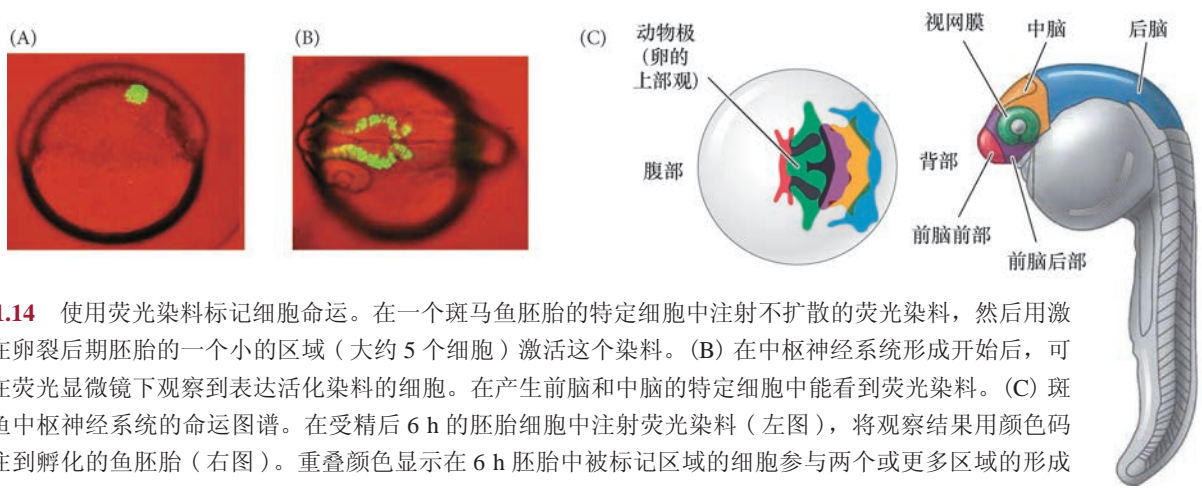 (A)
(B)
(C)
动物极
(卵的
上部观)
腹部
背部
视网膜
中脑
后脑
前脑前部
前脑后部
1.14 使用荧光染料标记细胞命运。在一个斑马鱼胚胎的特定细胞中注射不扩散的荧光染料，然后用激
在卵裂后期胚胎的一个小的区域（大约 5 个细胞）激活这个染料。(B) 在中枢神经系统形成开始后，可
在荧光显微镜下观察到表达活化染料的细胞。在产生前脑和中脑的特定细胞中能看到荧光染料。(C) 斑
鱼中枢神经系统的命运图谱。在受精后 6 h 的胚胎细胞中注射荧光染料（左图），将观察结果用颜色码
注到孵化的鱼胚胎（右图）。重叠颜色显示在 6 h 胚胎中被标记区域的细胞参与两个或更多区域的形成